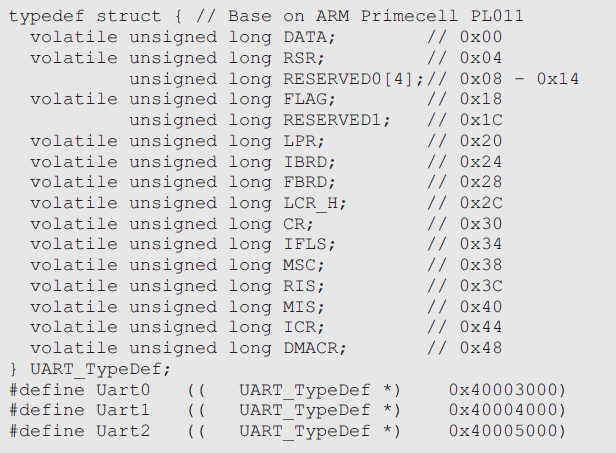 typedef struct { // Base on ARM Primecell PL011
volatile unsigned long DATA; // 0x00
volatile unsigned long RSR; // 0x04
unsigned long RESERVED0[4];// 0x08 – 0x14
volatile unsigned long FLAG; // 0x18
unsigned long RESERVED1; // 0x1C
volatile unsigned long LPR; // 0x20
volatile unsigned long IBRD; // 0x24
volatile unsigned long FBRD; // 0x28
volatile unsigned long LCR_H; // 0x2C
volatile unsigned long CR; // 0x30
volatile unsigned long IFLS; // 0x34
volatile unsigned long MSC; // 0x38
volatile unsigned long RIS; // 0x3C
volatile unsigned long MIS; // 0x40
volatile unsigned long ICR; // 0x44
volatile unsigned long DMACR; // 0x48
} UART_TypeDef;
#define Uart0 (( UART_TypeDef *) 0x40003000)
#define Uart1 (( UART_TypeDef *) 0x40004000)
#define Uart2 (( UART_TypeDef *) 0x40005000)